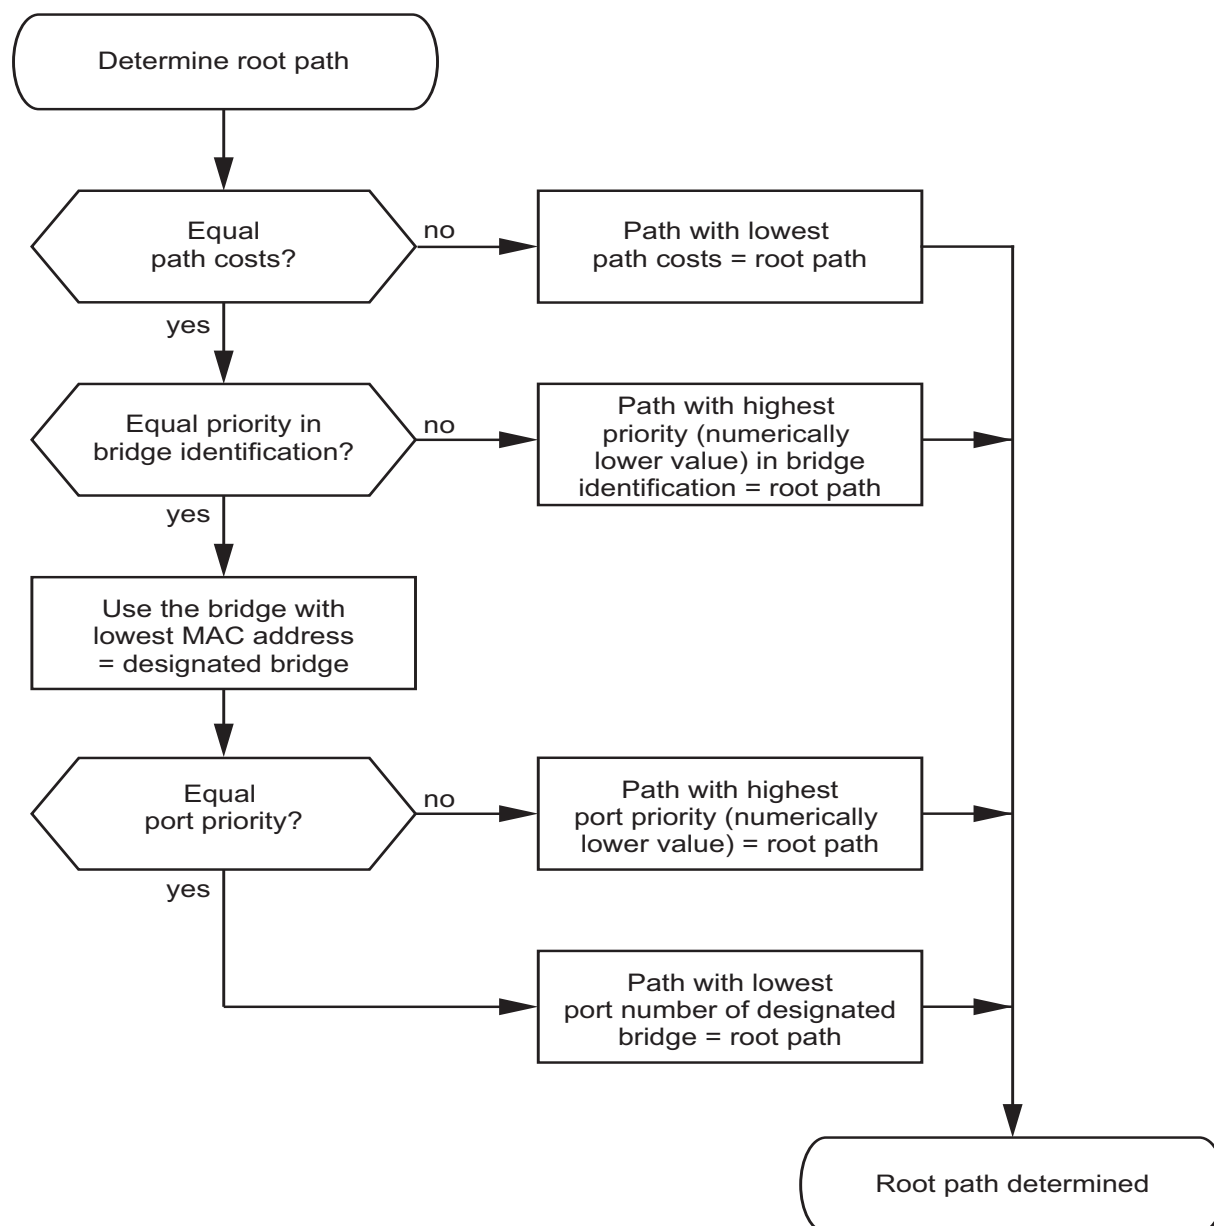 Determine root path
Equal
path costs?
no
Path with lowest
path costs = root path
yes
Equal priority in
bridge identification?
no
Path with highest
priority (numerically
lower value) in bridge
identification = root path
yes
Use the bridge with
lowest MAC address
= designated bridge
Equal
port priority?
no
Path with highest
port priority (numerically
lower value) = root path
yes
Path with lowest
port number of designated
bridge = root path
Root path determined